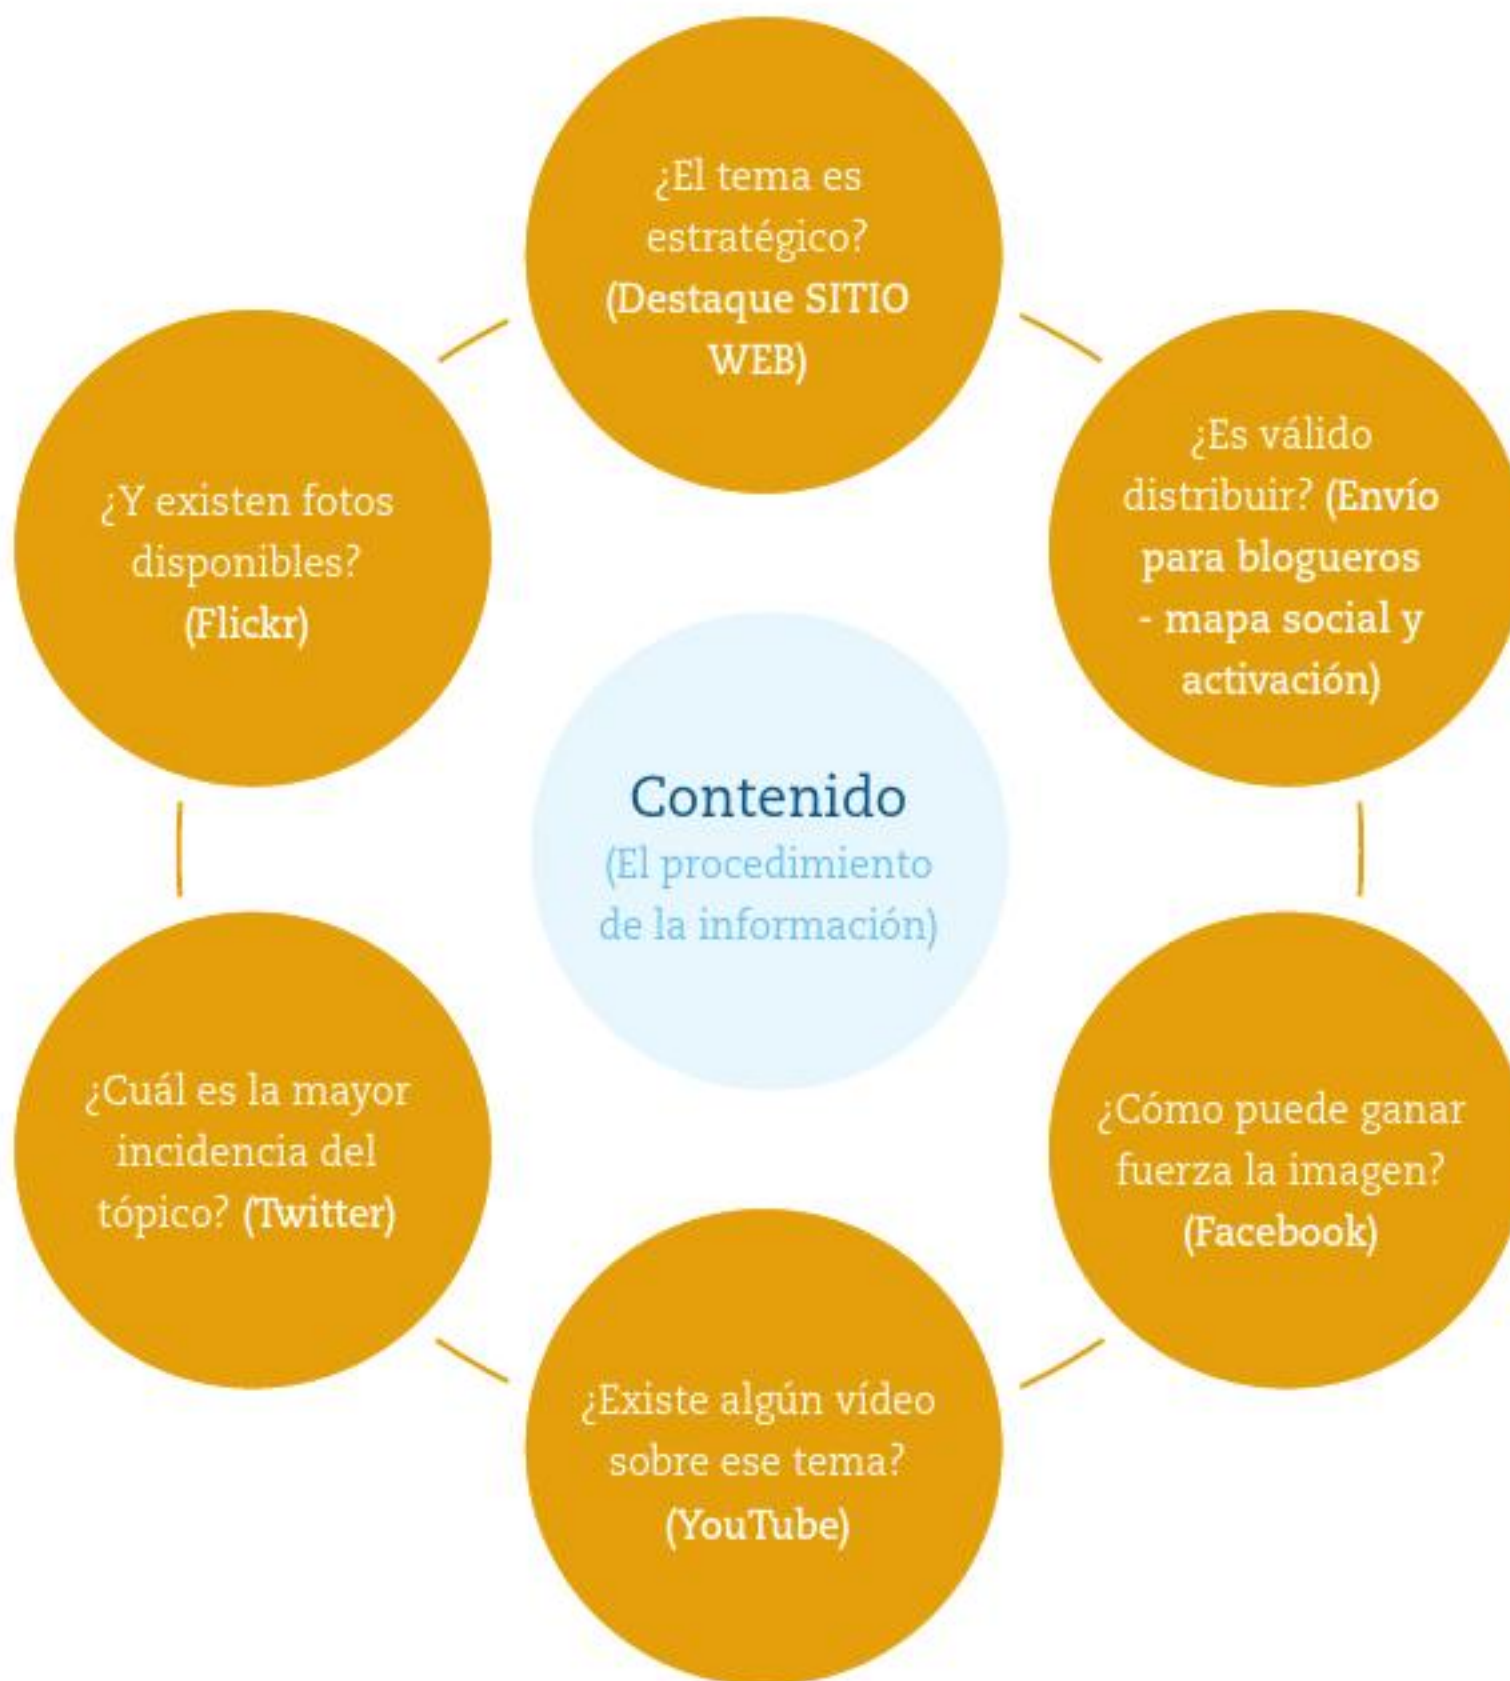 ¿El tema es
estratégico?
(Destaque SITIO
WEB)
¿Es válido
distribuir? (Envío
para blogueros
- mapa social y
activación)
¿Y existen fotos
disponibles?
(Flickr)
Contenido
(El procedimiento
de la información)
¿Cuál es la mayor
incidencia del
tópico? (Twitter)
¿Cómo puede ganar
fuerza la imagen?
(Facebook)
¿Existe algún vídeo
sobre ese tema?
(YouTube)